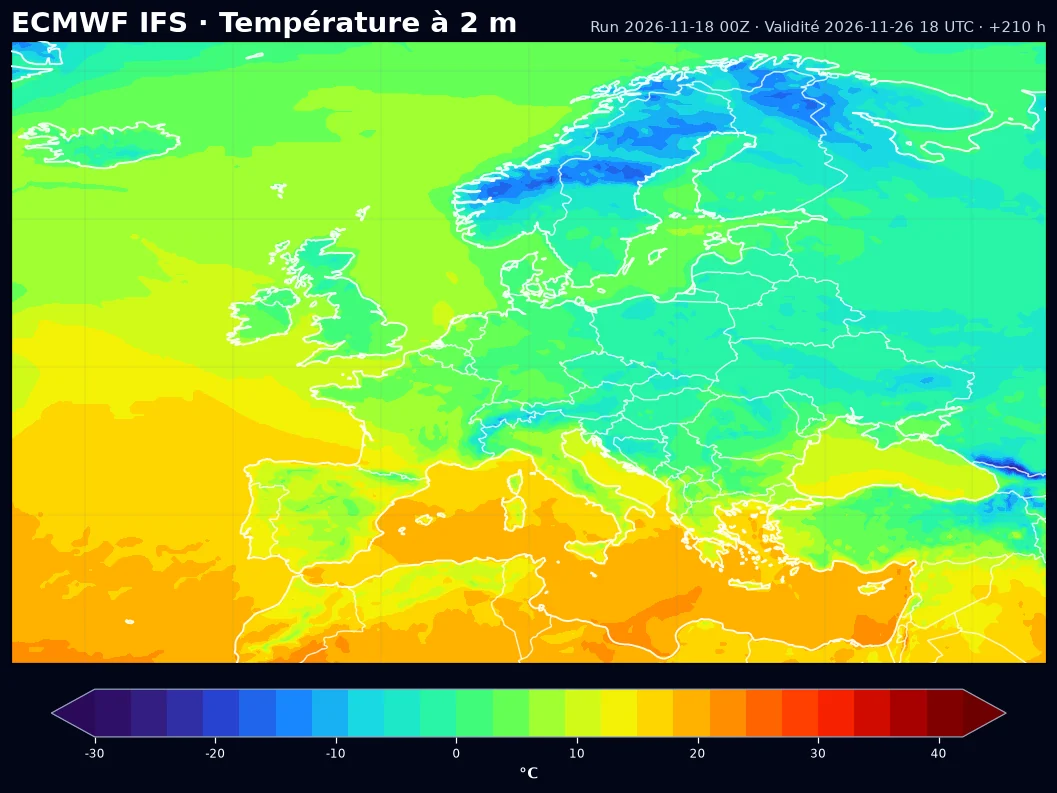 ECMWF IFS · Température à 2 m
Run 2026-11-18 00Z · Validité 2026-11-26 18 UTC · +210 h
-30 -20 -10 0 10 20 30 40
°C